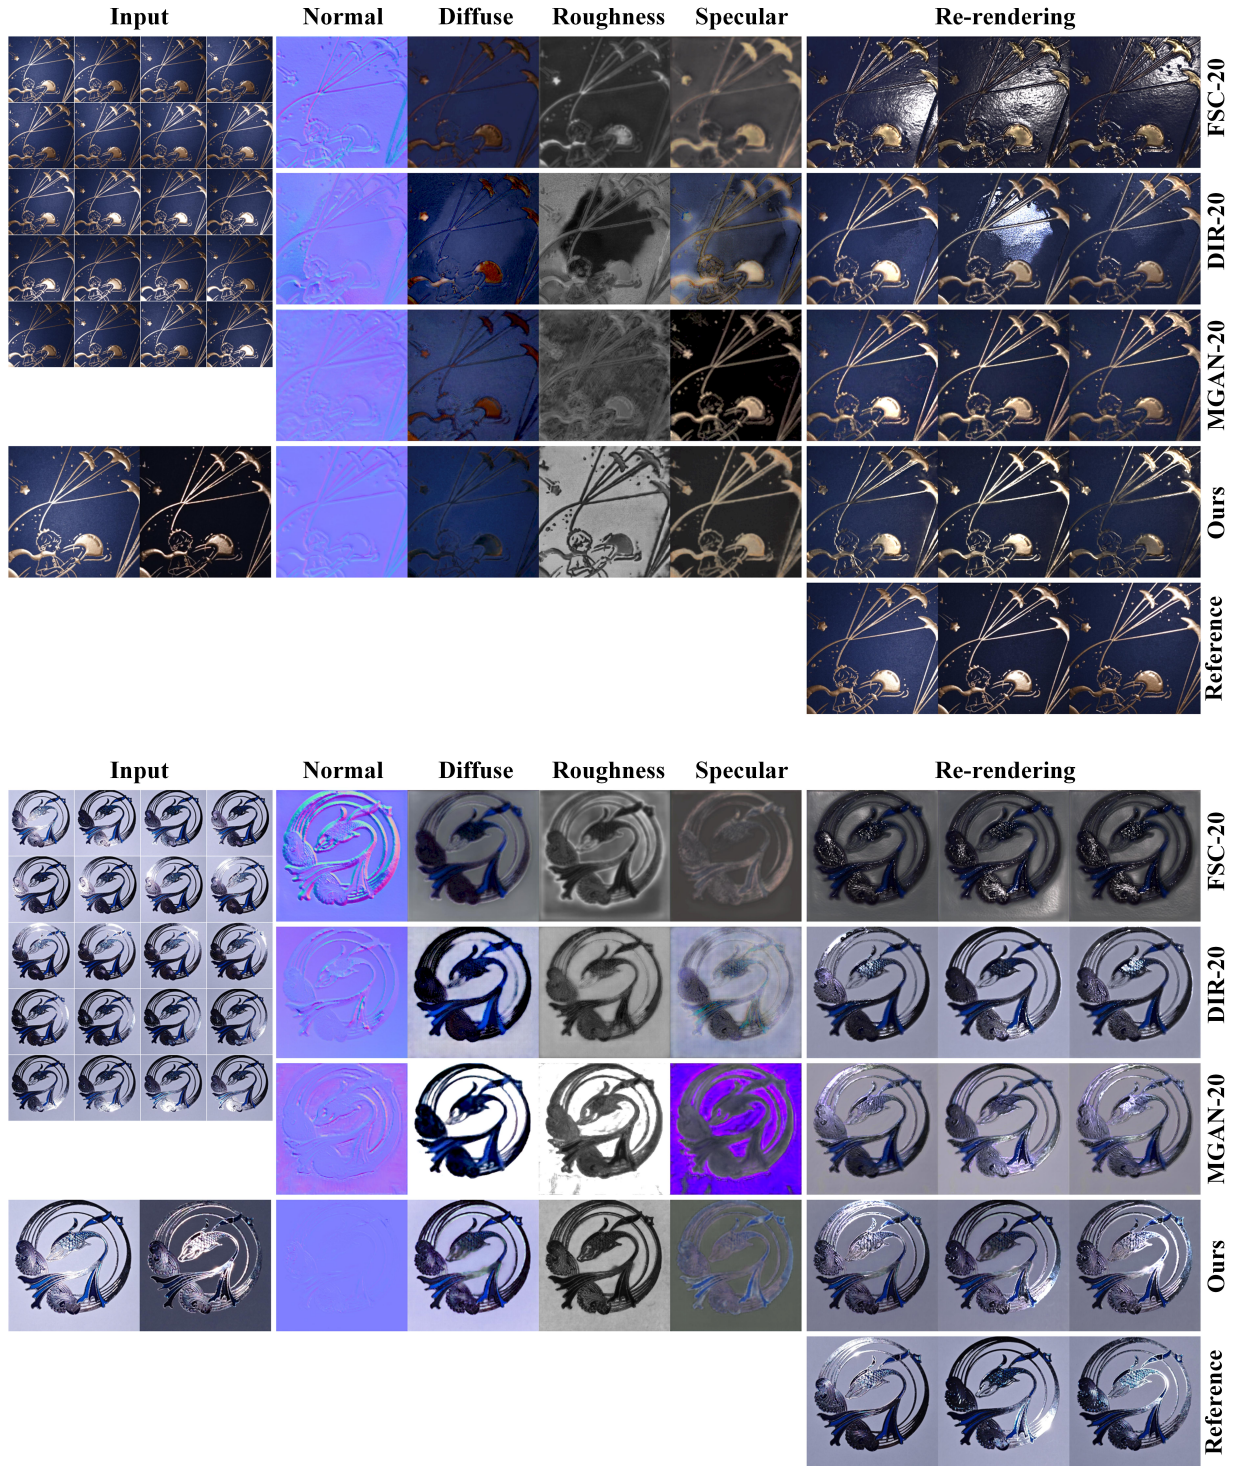 Input Normal Diffuse Roughness Specular Re-rendering
FSC-20
DIR-20
MGAN-20
Ours
Reference
Input Normal Diffuse Roughness Specular Re-rendering
FSC-20
DIR-20
MGAN-20
Ours
Reference